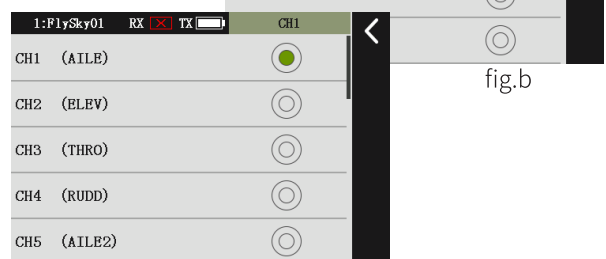 1:FlySky01 RX TX CH1
CH1 (AILE)
CH2 (ELEV)
CH3 (THRO)
CH4 (RUDD)
CH5 (AILE2)
fig.b